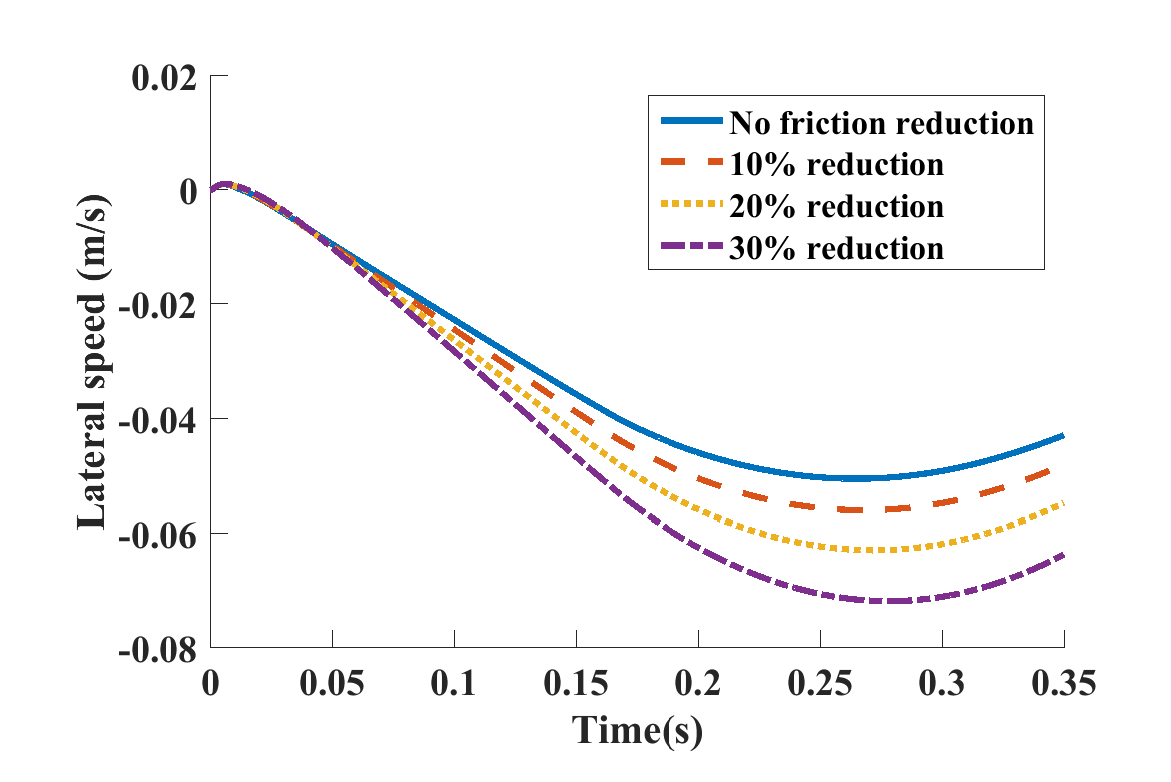 0.02
0
-0.02
-0.04
-0.06
-0.08
Lateral speed (m/s)
No friction reduction
10% reduction
20% reduction
30% reduction
0 0.05 0.1 0.15 0.2 0.25 0.3 0.35
Time(s)